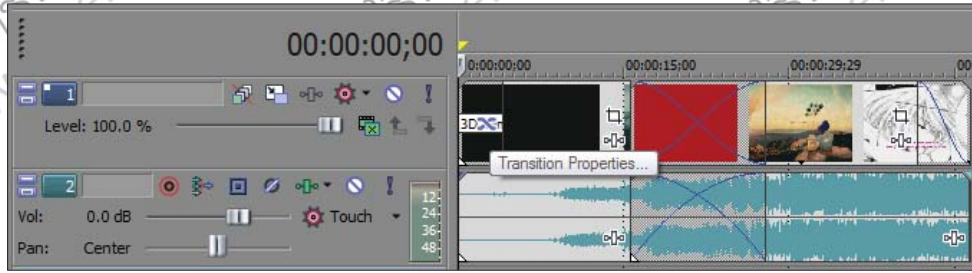 00:00:00;00
0:00:00:00 00:00:15;00 00:00:29;29 00
1
Level: 100.0 %
3D
Transition Properties...
2
Vol: 0.0 dB Touch
Pan: Center
12-
24-
36-
48-